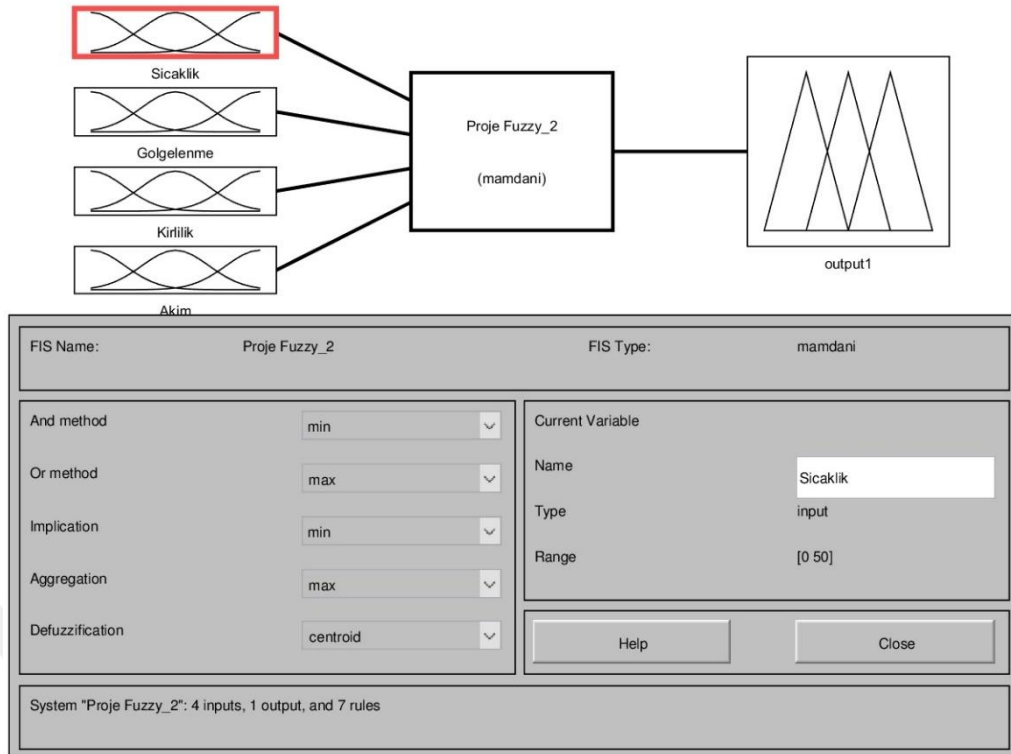 Sicaklik
Golgelenme
Kirlilik
Akim
Proje Fuzzy_2
(mamdani)
output1
FIS Name: Proje Fuzzy_2 FIS Type: mamdani
And method min
Or method max
Implication min
Aggregation max
Defuzzification centroid
Current Variable
Name Sicaklik
Type input
Range [0 50]
Help Close
System "Proje Fuzzy_2": 4 inputs, 1 output, and 7 rules